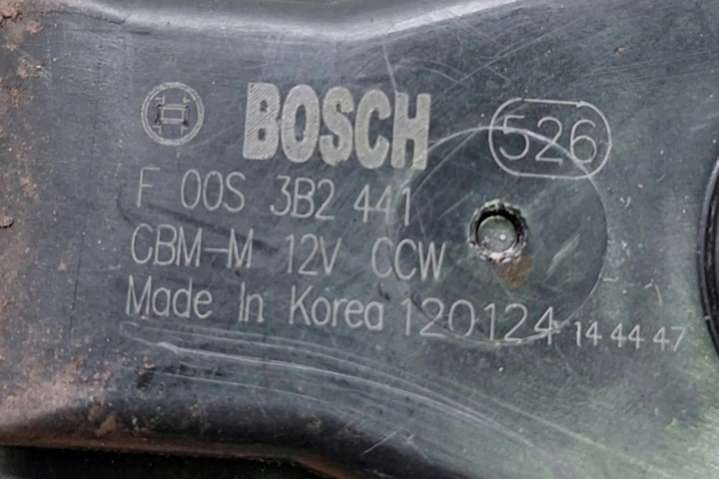 BOSCH 526
F 00S 3B2 441
CBM-M 12V CCW
Made In Korea 120124 14 44 47